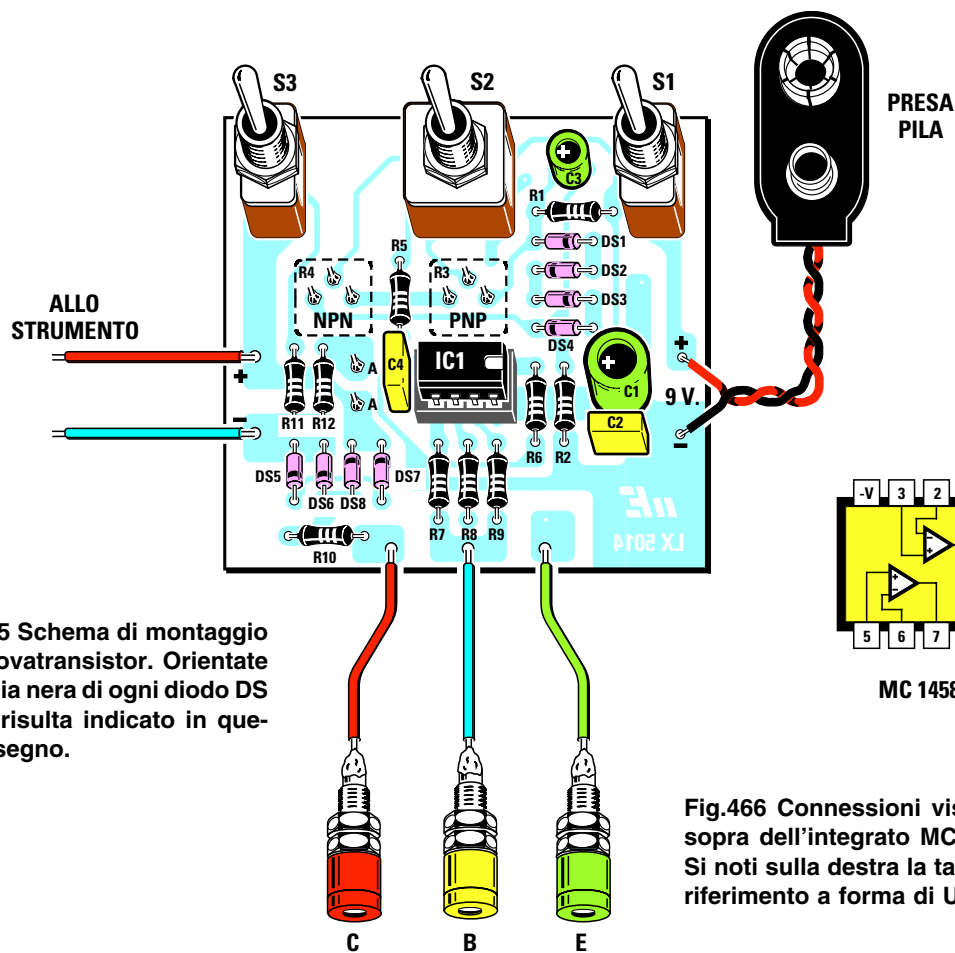 S3
S2
S1
PRESA
PILA
C3
R1
DS1
R5
DS2
R4
R3
DS3
ALLO
STRUMENTO
NPN
PNP
DS4
+
+
A
C4
IC1
C1
9 V.
A
C2
–
–
R11 R12
R6 R2
DS5
DS7
DS6 DS8
R7 R8 R9
LX 5014
R10
-V 3 2
5 6 7
MC 1458
5 Schema di montaggio
ovatransistor. Orientate
ia nera di ogni diodo DS
risulta indicato in que-
segno.
Fig.466 Connessioni vis
sopra dell'integrato MC
Si noti sulla destra la ta
riferimento a forma di U
C B E